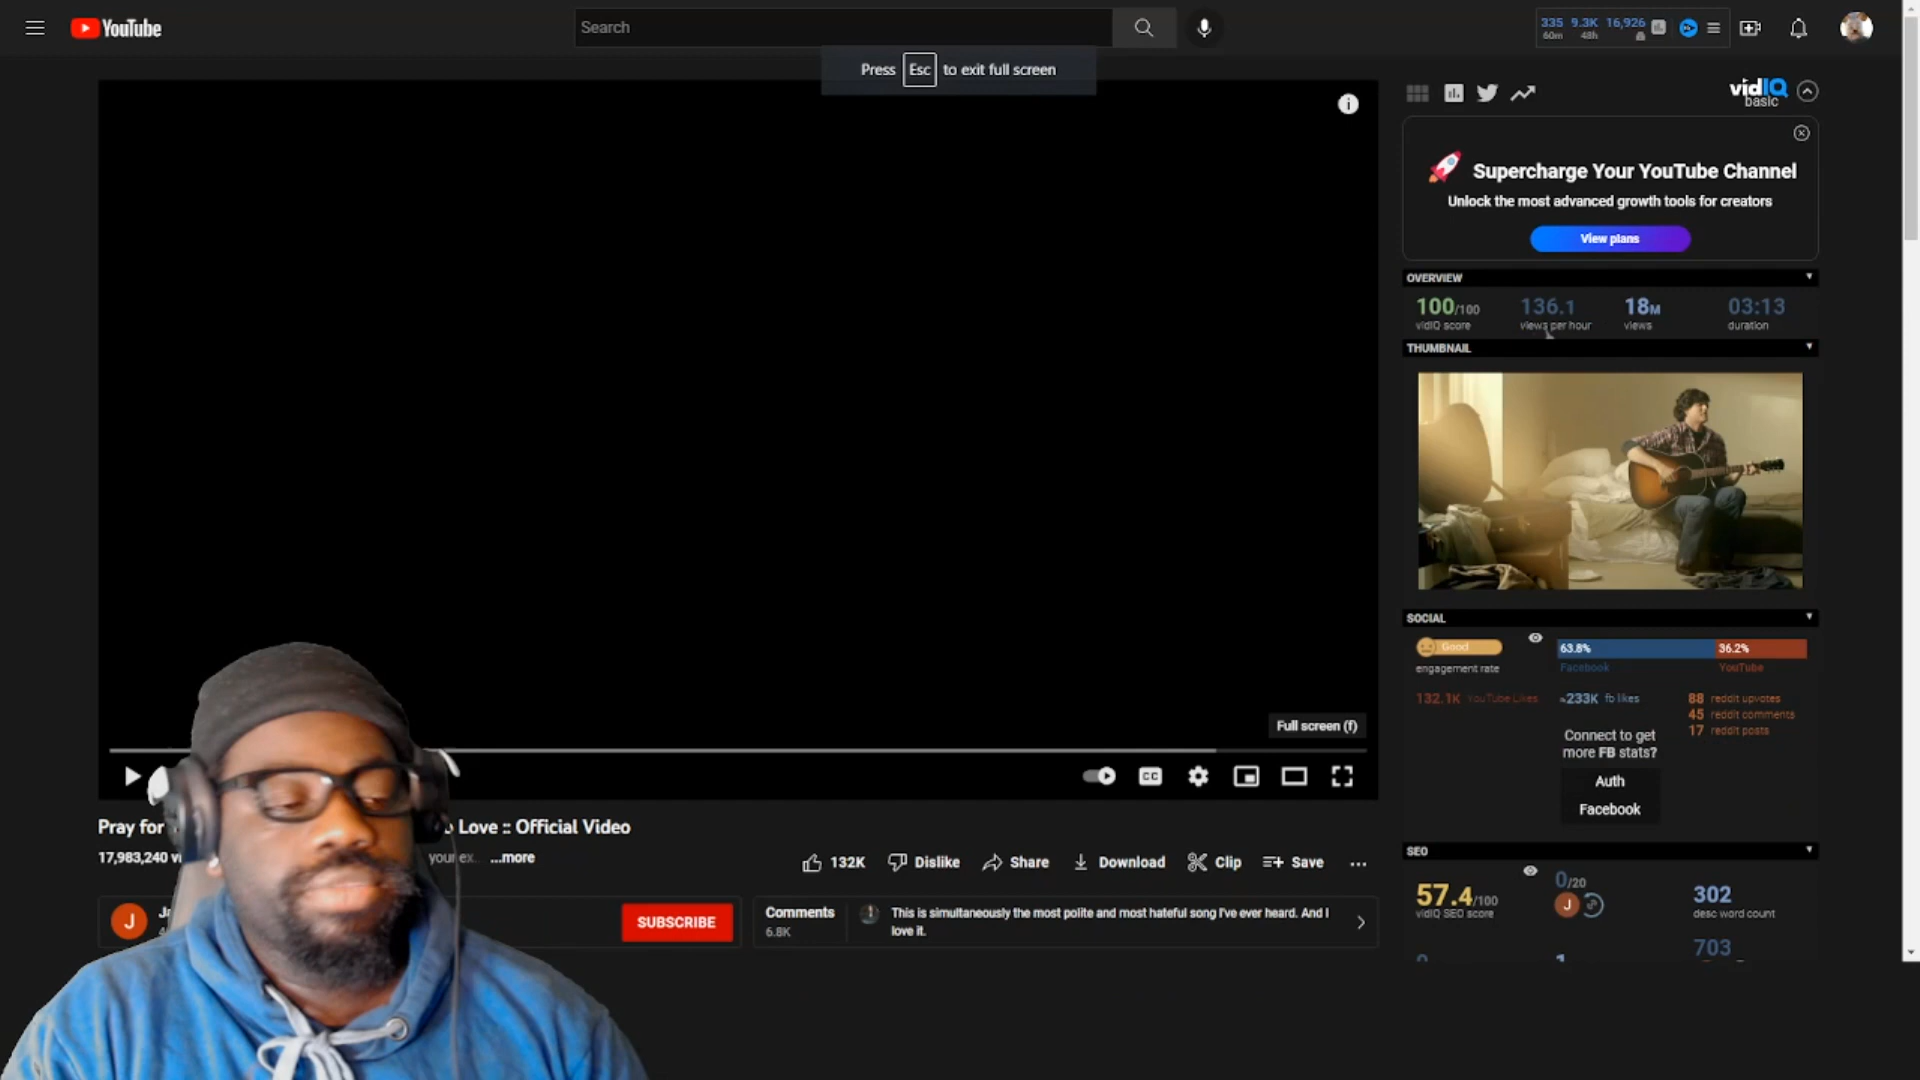 YouTube
Search
335 9.3K 16,926
60m 48h
Press Esc to exit full screen
vidIQ
basic
Supercharge Your YouTube Channel
Unlock the most advanced growth tools for creators
View plans
OVERVIEW
100/100 136.1 18M 03:13
vidIQ score views per hour views duration
THUMBNAIL
SOCIAL
Good 63.8% 36.2%
engagement rate Facebook YouTube
132.1K YouTube Likes ≈233K fb likes 88 reddit upvotes
45 reddit comments
17 reddit posts
Connect to get
more FB stats?
Auth
Facebook
SEO
57.4/100 0/20 302
vidIQ SEO score J desc word count
703
Full screen (f)
CC
Pray for Love :: Official Video
17,983,240 ...more
132K Dislike Share Download Clip Save
J
SUBSCRIBE
Comments
6.8K
This is simultaneously the most polite and most hateful song I've ever heard. And I
love it.